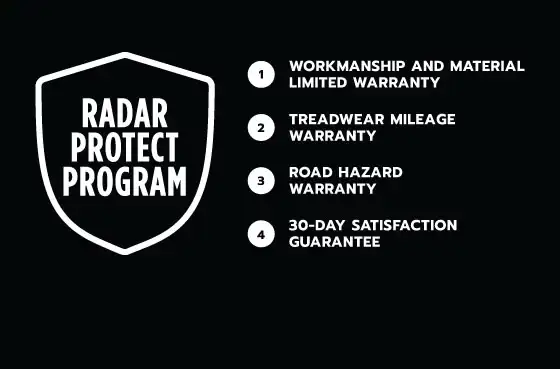 RADAR
PROTECT
PROGRAM
1 WORKMANSHIP AND MATERIAL
LIMITED WARRANTY
2 TREADWEAR MILEAGE
WARRANTY
3 ROAD HAZARD
WARRANTY
4 30-DAY SATISFACTION
GUARANTEE